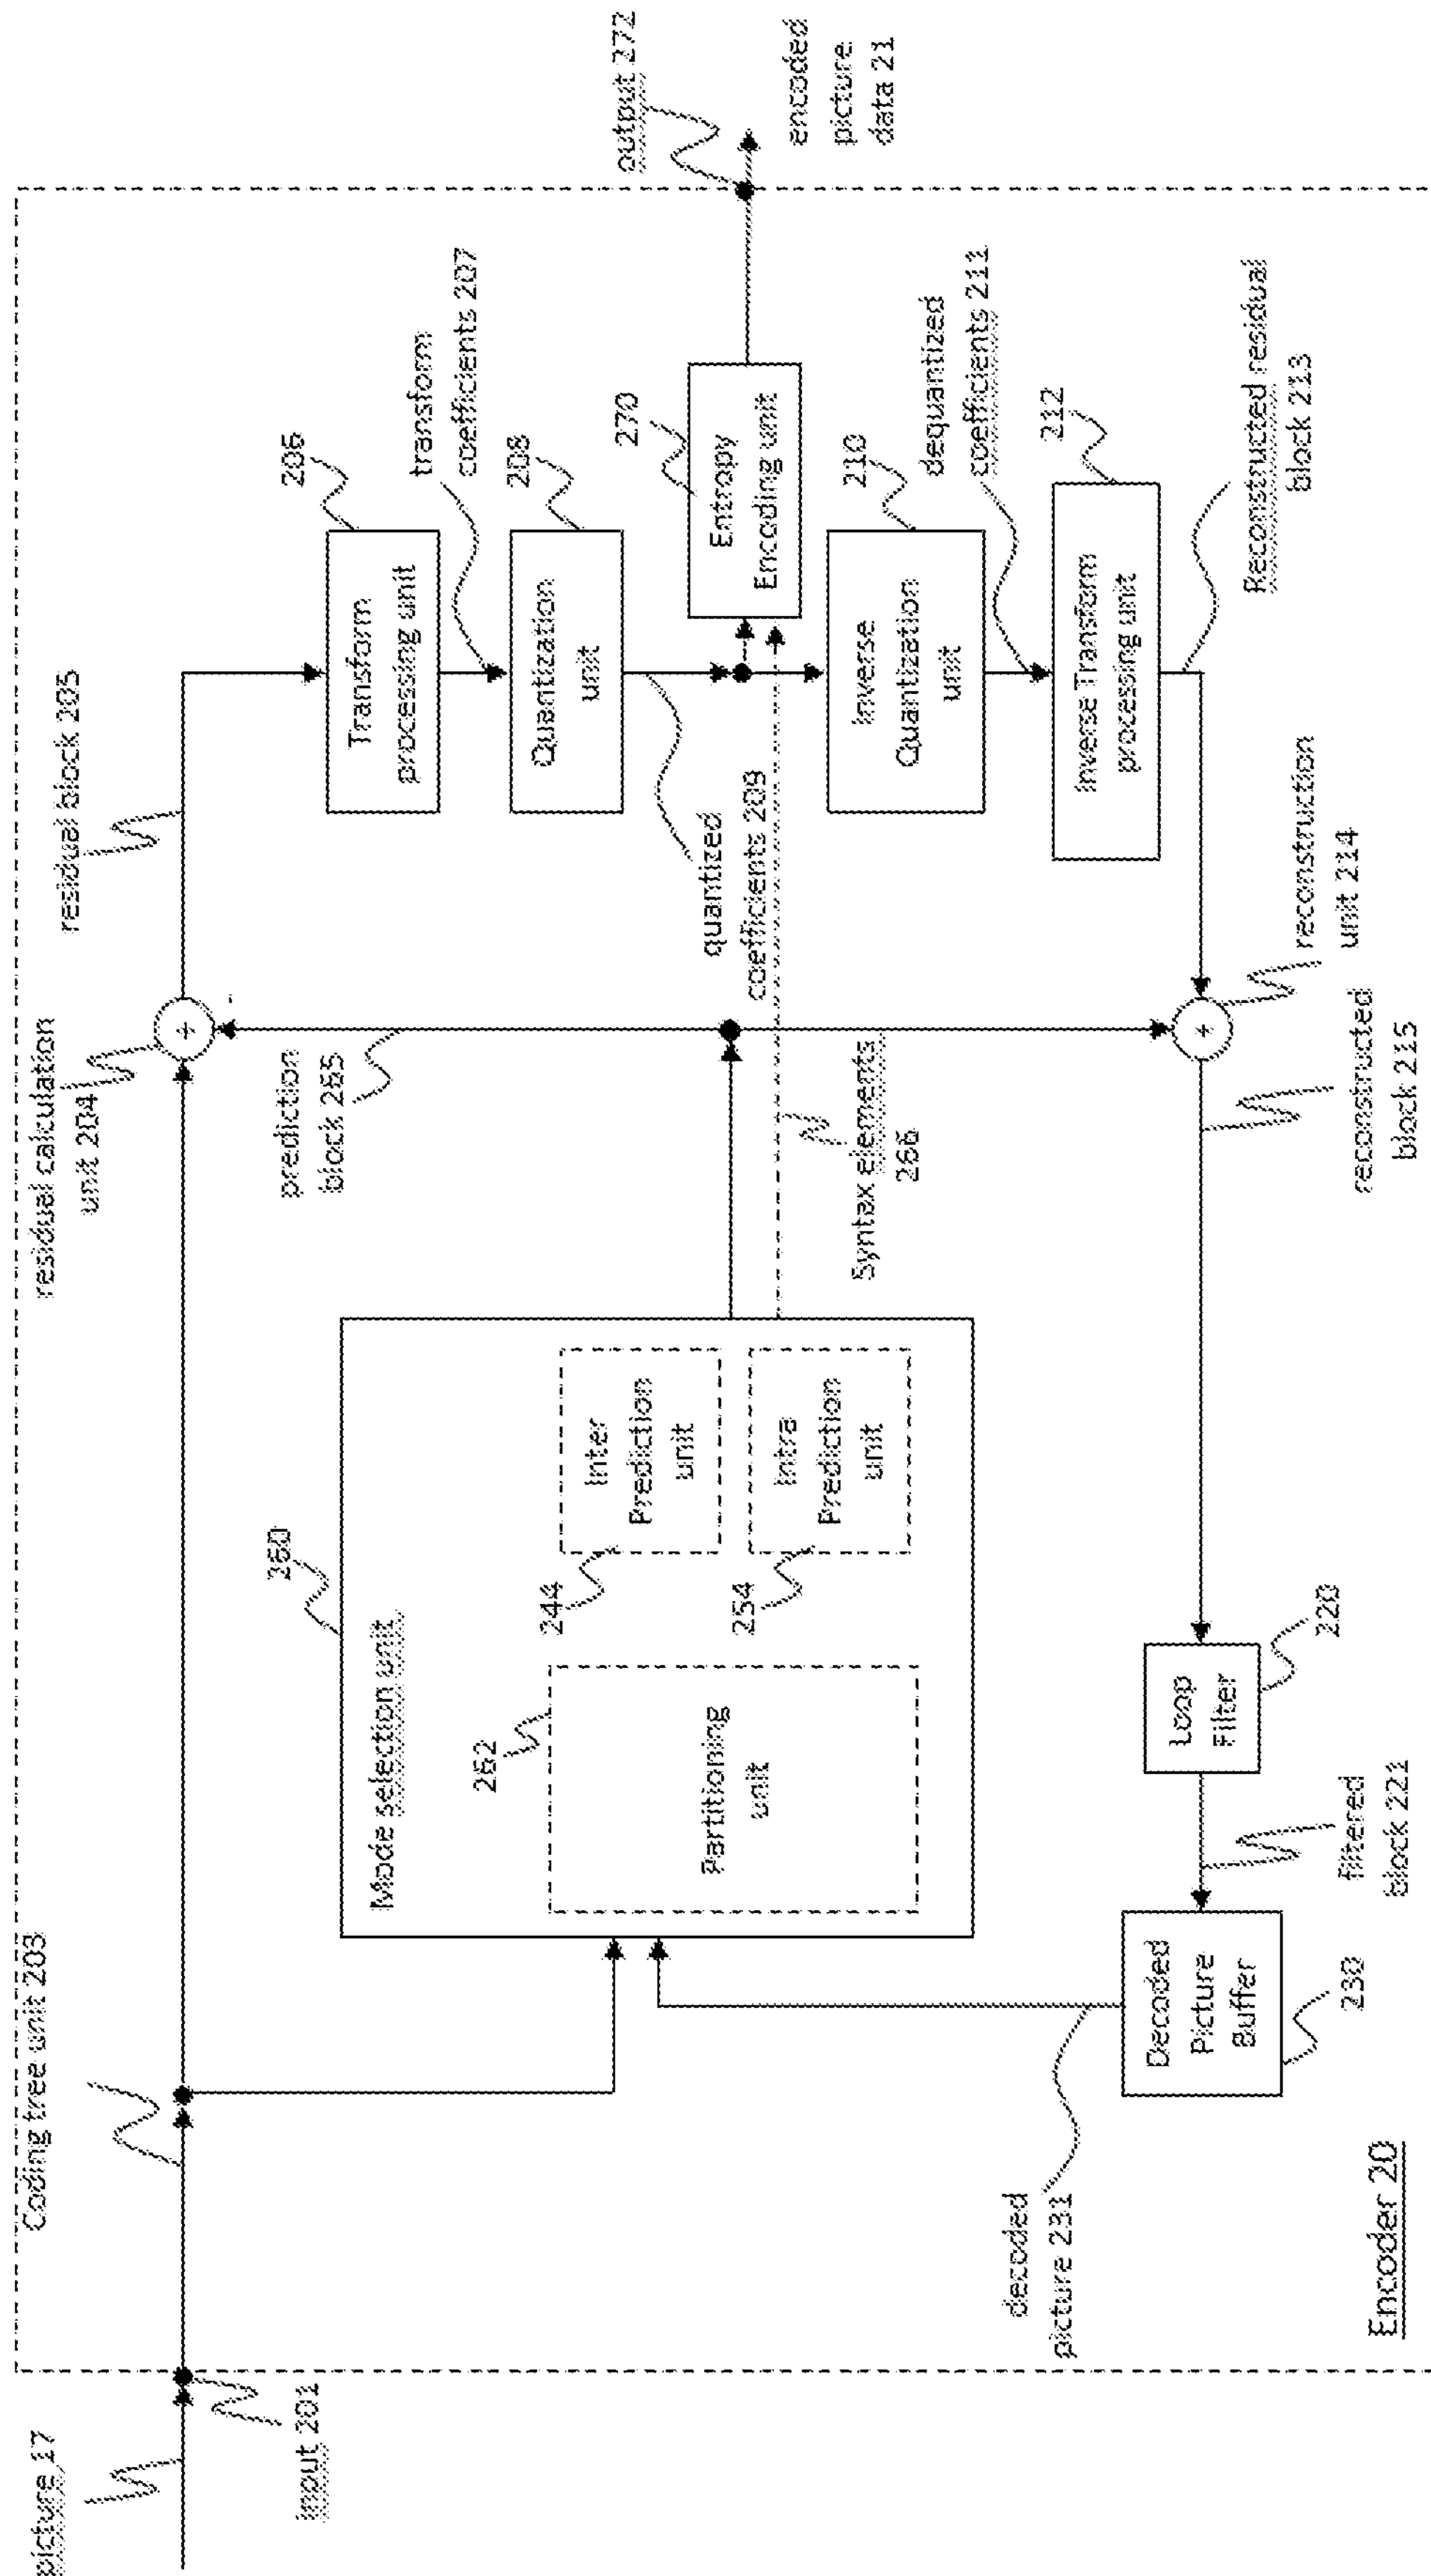 picture 17
input 201
Coding tree unit 203
residual calculation
unit 204
residual block 205
prediction
block 265
260
Mode selection unit
262
Partitioning
unit
244
Inter
Prediction
unit
254
Intra
Prediction
unit
Syntax elements
266
206
Transform
processing unit
transform
coefficients 207
208
Quantization
unit
quantized
coefficients 209
270
Entropy
Encoding unit
output 272
encoded
picture
data 21
210
Inverse
Quantization
unit
dequantized
coefficients 211
212
Inverse Transform
processing unit
Reconstructed residual
block 213
reconstruction
unit 214
reconstructed
block 215
220
Loop
Filter
filtered
block 221
Decoded
Picture
Buffer
230
decoded
picture 231
Encoder 20
+
+